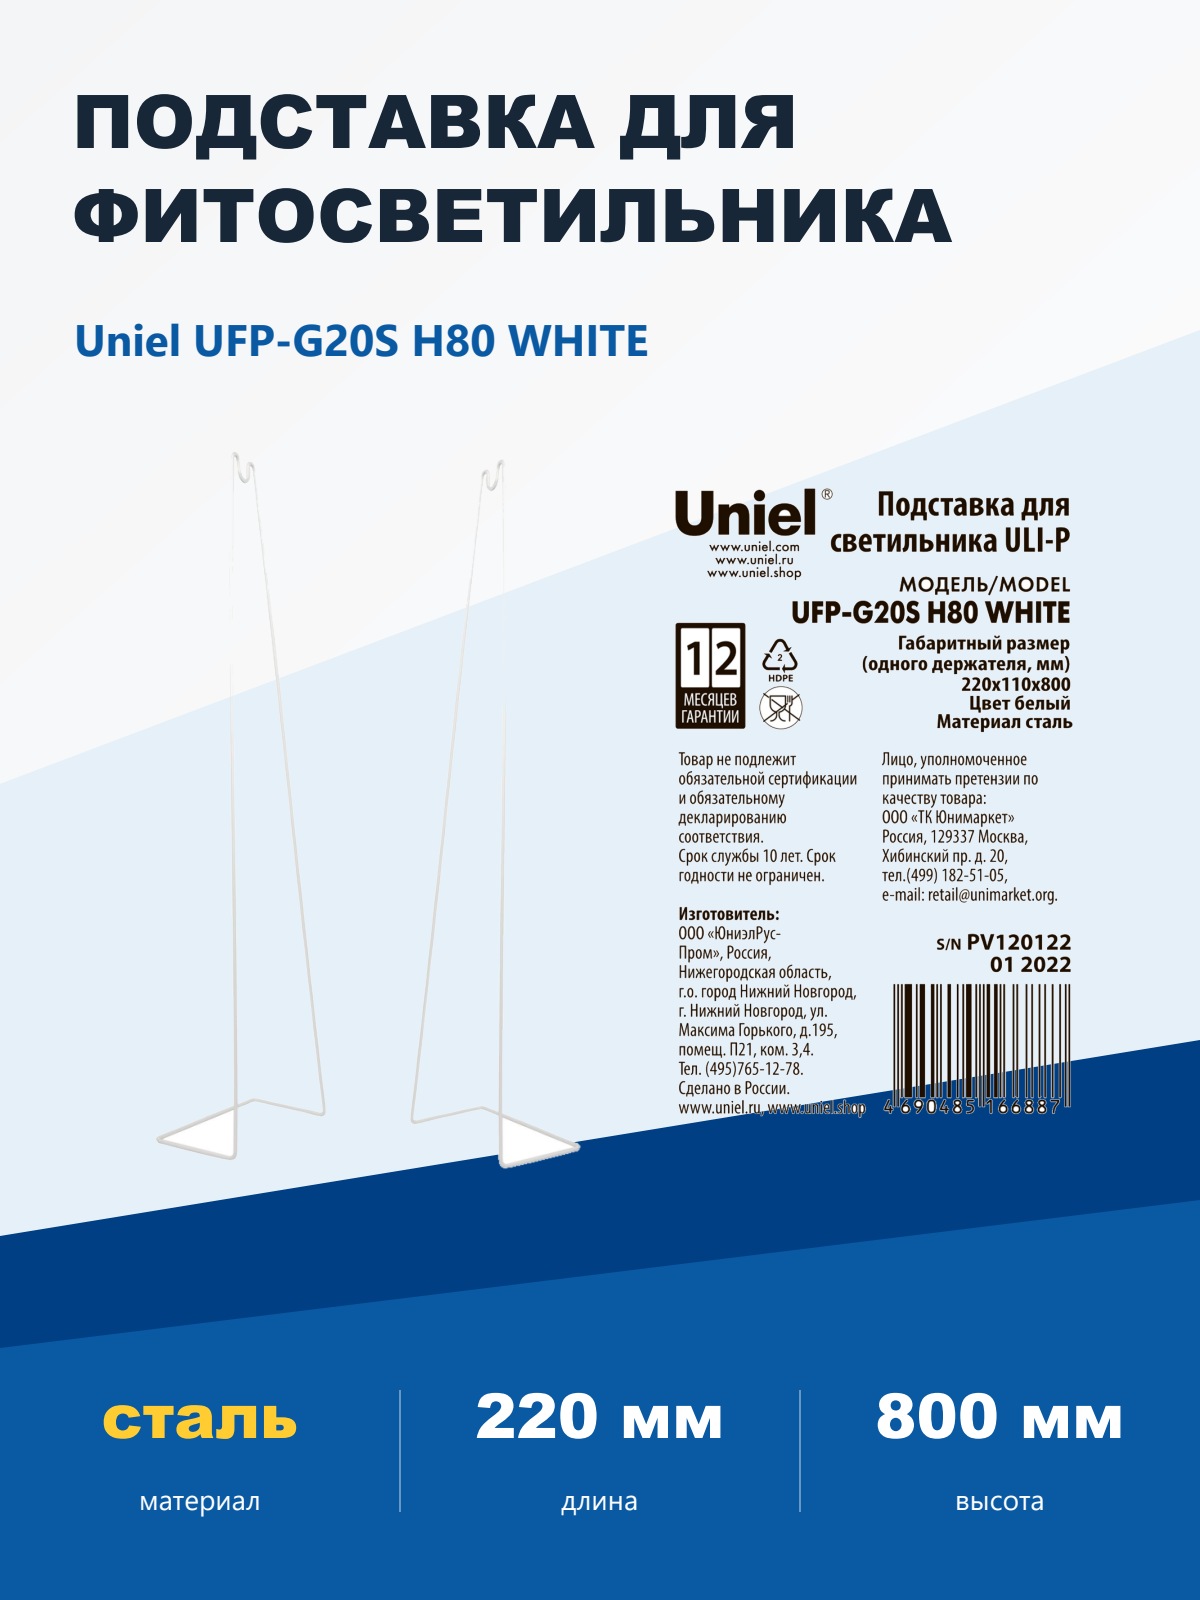 ПОДСТАВКА ДЛЯ
ФИТОСВЕТИЛЬНИКА
Uniel UFP-G20S H80 WHITE
Uniel®
www.uniel.com
www.uniel.ru
www.uniel.shop
Подставка для
светильника ULI-P
МОДЕЛЬ/MODEL
UFP-G20S H80 WHITE
Габаритный размер
(одного держателя, мм)
220x110x800
Цвет белый
Материал сталь
12
МЕСЯЦЕВ
ГАРАНТИИ
2
HDPE
Товар не подлежит
обязательной сертификации
и обязательному
декларированию
соответствия.
Срок службы 10 лет. Срок
годности не ограничен.
Изготовитель:
ООО «ЮниэлРус-
Пром», Россия,
Нижегородская область,
г.о. город Нижний Новгород,
г. Нижний Новгород, ул.
Максима Горького, д.195,
помещ. П21, ком. 3,4.
Тел. (495)765-12-78.
Сделано в России.
www.uniel.ru, www.uniel.shop
Лицо, уполномоченное
принимать претензии по
качеству товара:
ООО «ТК Юнимаркет»
Россия, 129337 Москва,
Хибинский пр. д. 20,
тел.(499) 182-51-05,
e-mail: retail@unimarket.org.
S/N PV120122
01 2022
4 690485 166887
сталь
материал
220 мм
длина
800 мм
высота